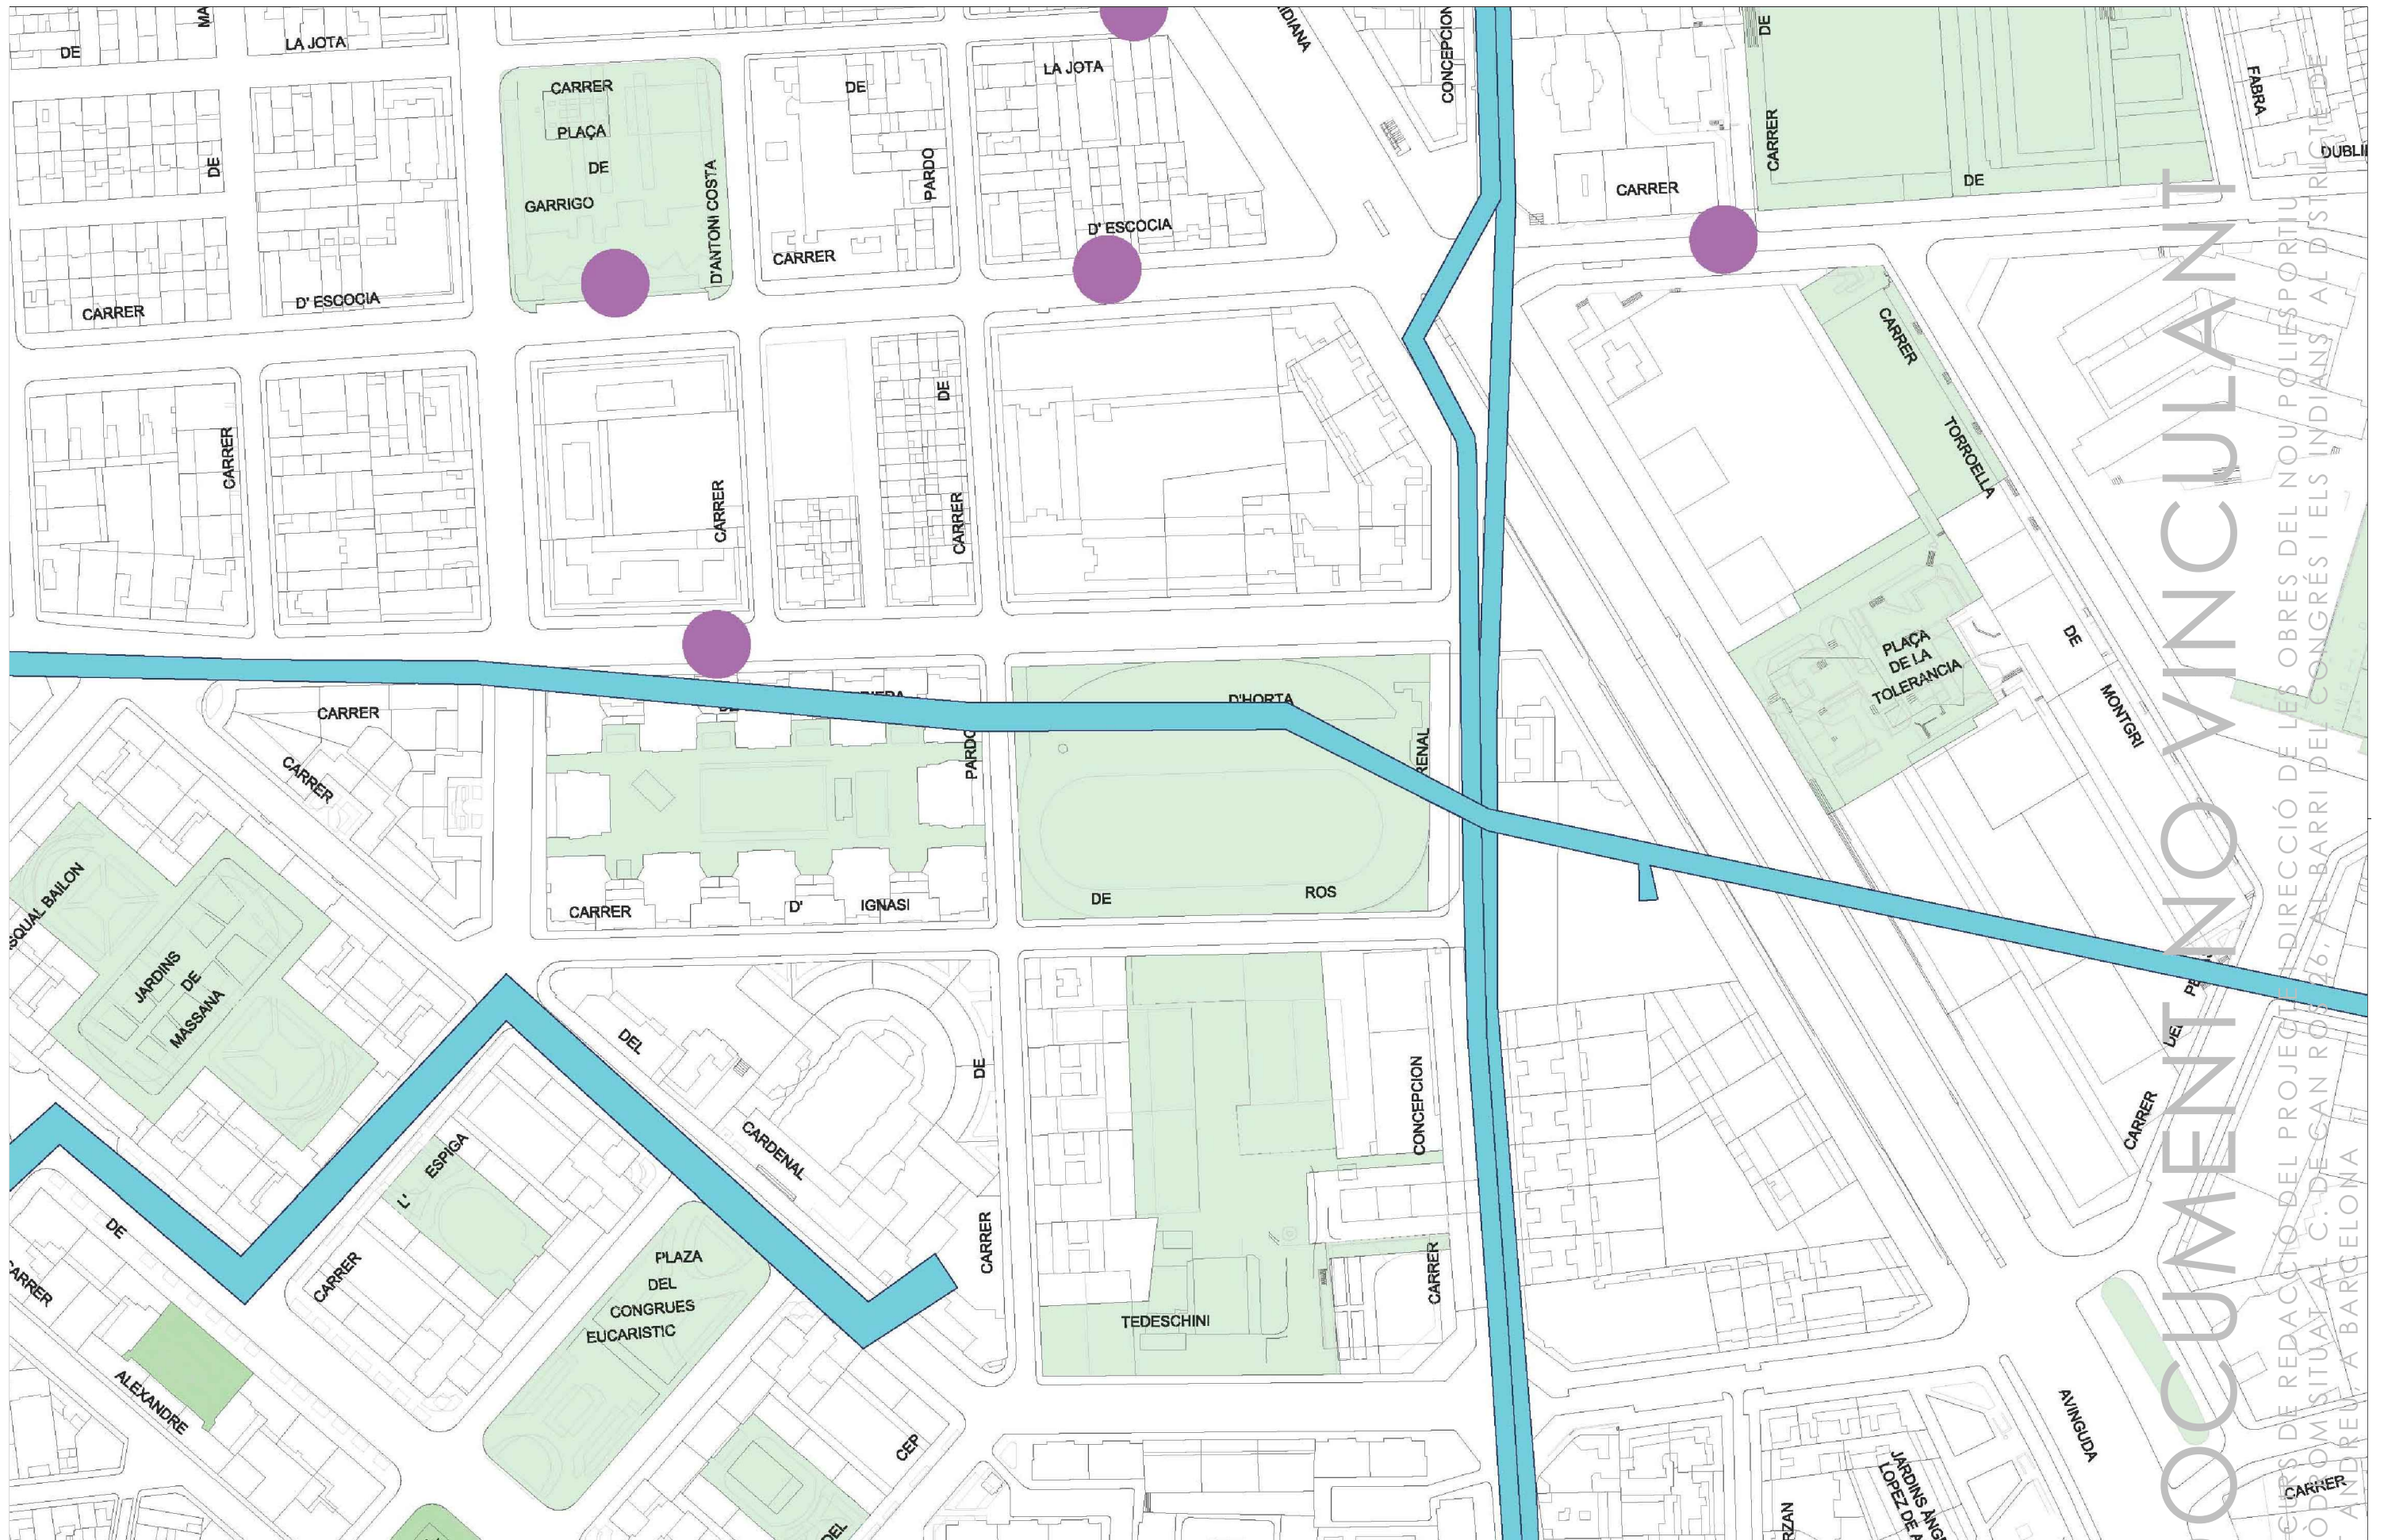 DE
LA JOTA
DE
CARRER
PLAÇA
DE
GARRIGO
D'ANTONI COSTA
DE
PARDO
CARRER
LA JOTA
D' ESCOCIA
CONCEPCION
DE
CARRER
CARRER
DE
FABRA
CARRER
D' ESCOCIA
CARRER
CARRER
DE
CARRER
CARRER
TORROELLA
DE
MONTGRI
PLAÇA
DE LA
TOLERANCIA
CARRER
CARRER
D'HORTA
PARDO
CARRER
D'
IGNASI
DE
ROS
JARDINS
DE
MASSANA
DEL
CARDENAL
DE
CARRER
CONCEPCION
CARRER
TEDESCHINI
L'
ESPIGA
CARRER
DE
ALEXANDRE
PLAZA
DEL
CONGRUES
EUCARISTIC
CEP
DEL
CARRER
AVINGUDA
CARRER
DOCUMENT NO VINCULANT